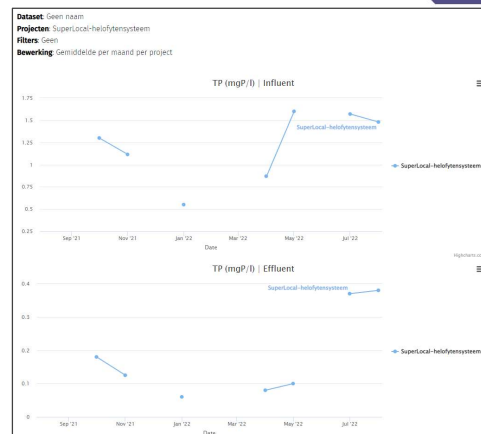 Dataset: Geen naam
Projecten: SuperLocal-helofytensysteem
Filters: Geen
Bewerking: Gemiddelde per maand per project
TP (mgP/l) | Influent
1.75
1.5
1.25
1
0.75
0.5
0.25
SuperLocal-helofytensysteem
SuperLocal-helofytensysteem
Sep '21 Nov '21 Jan '22 Mar '22 May '22 Jul '22
Date
Highcharts.co
TP (mgP/l) | Effluent
0.4
0.3
0.2
0.1
0
SuperLocal-helofytensysteem
SuperLocal-helofytensysteem
Sep '21 Nov '21 Jan '22 Mar '22 May '22 Jul '22
Date